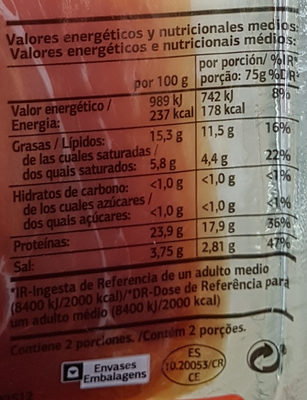 Valores energéticos y nutricionales medios
Valores energéticos e nutricionais médios:
por porción/ %IR*
por 100 g porção: 75g %DR*
Valor energético / 989 kJ 742 kJ 8%
Energia: 237 kcal 178 kcal
Grasas / Lípidos: 15,3 g 11,5 g 16%
de las cuales saturadas /
dos quais saturados: 5,8 g 4,4 g 22%
Hidratos de carbono: <1,0 g <1,0 g <1%
de los cuales azúcares /
dos quais açúcares: <1,0 g <1,0 g <1%
Proteínas: 23,9 g 17,9 g 36%
Sal: 3,75 g 2,81 g 47%
*IR-Ingesta de Referencia de un adulto medio
(8400 kJ/2000 kcal)/*DR-Dose de Referência para
um adulto médio (8400 kJ/2000 kcal)
Contiene 2 porciones. /Contém 2 porções.
Envases
Embalagens
ES
10.20053/CR
CE